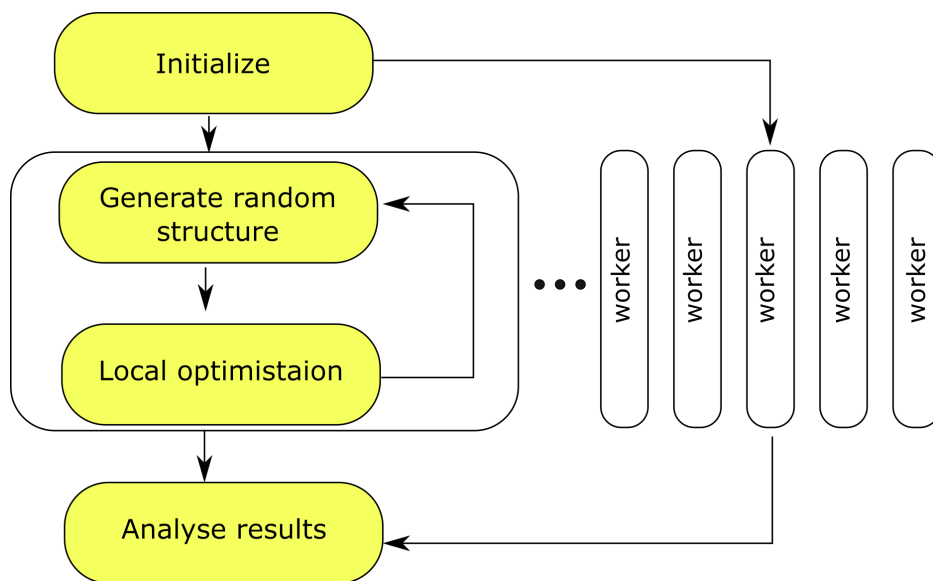 Initialize
Generate random
structure
Local optimistaion
Analyse results
worker
worker
worker
worker
worker